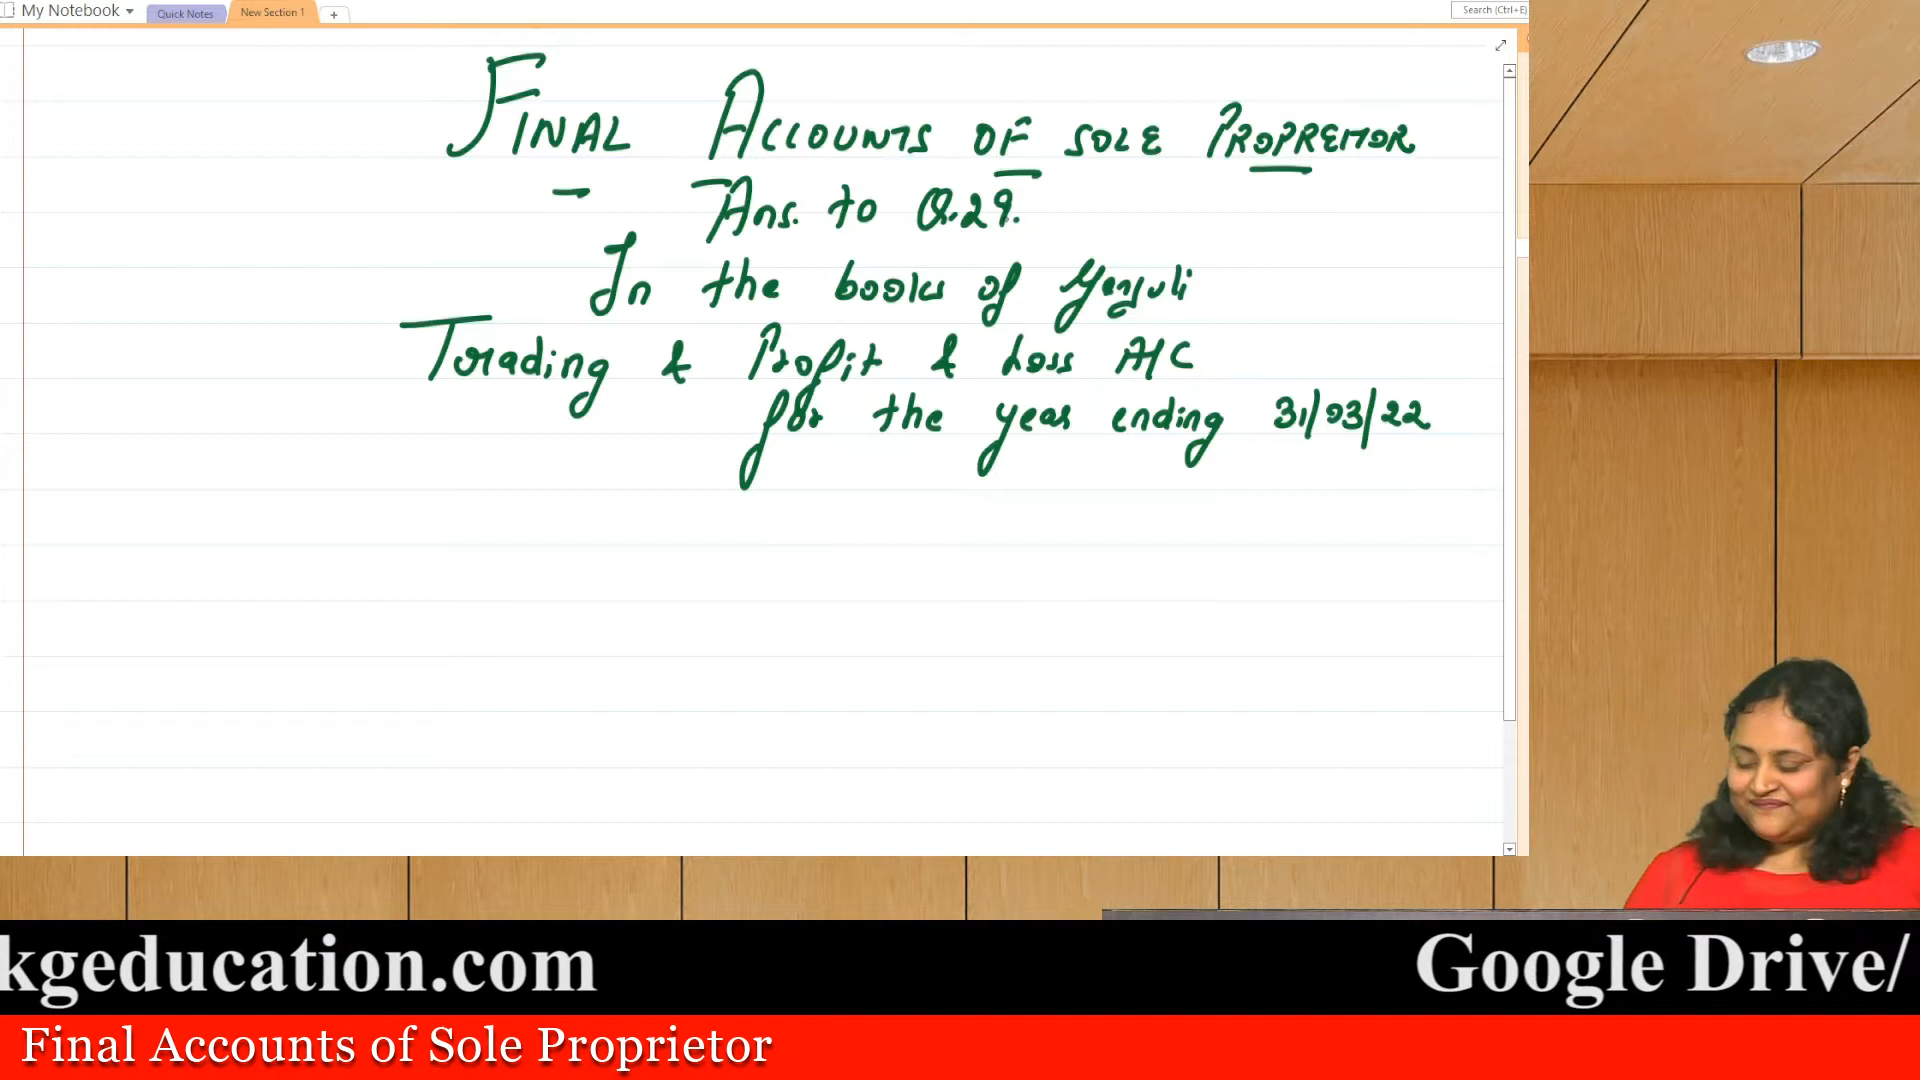 My Notebook
Quick Notes
New Section 1
+
Search (Ctrl+E)
FINAL ACCOUNTS OF SOLE
Ans. to Q.29.
In the books of
Trading & Profit & Loss A/C
for the year ending 31/03/22
kgeducation.com
Google Drive/
Final Accounts of Sole Proprietor